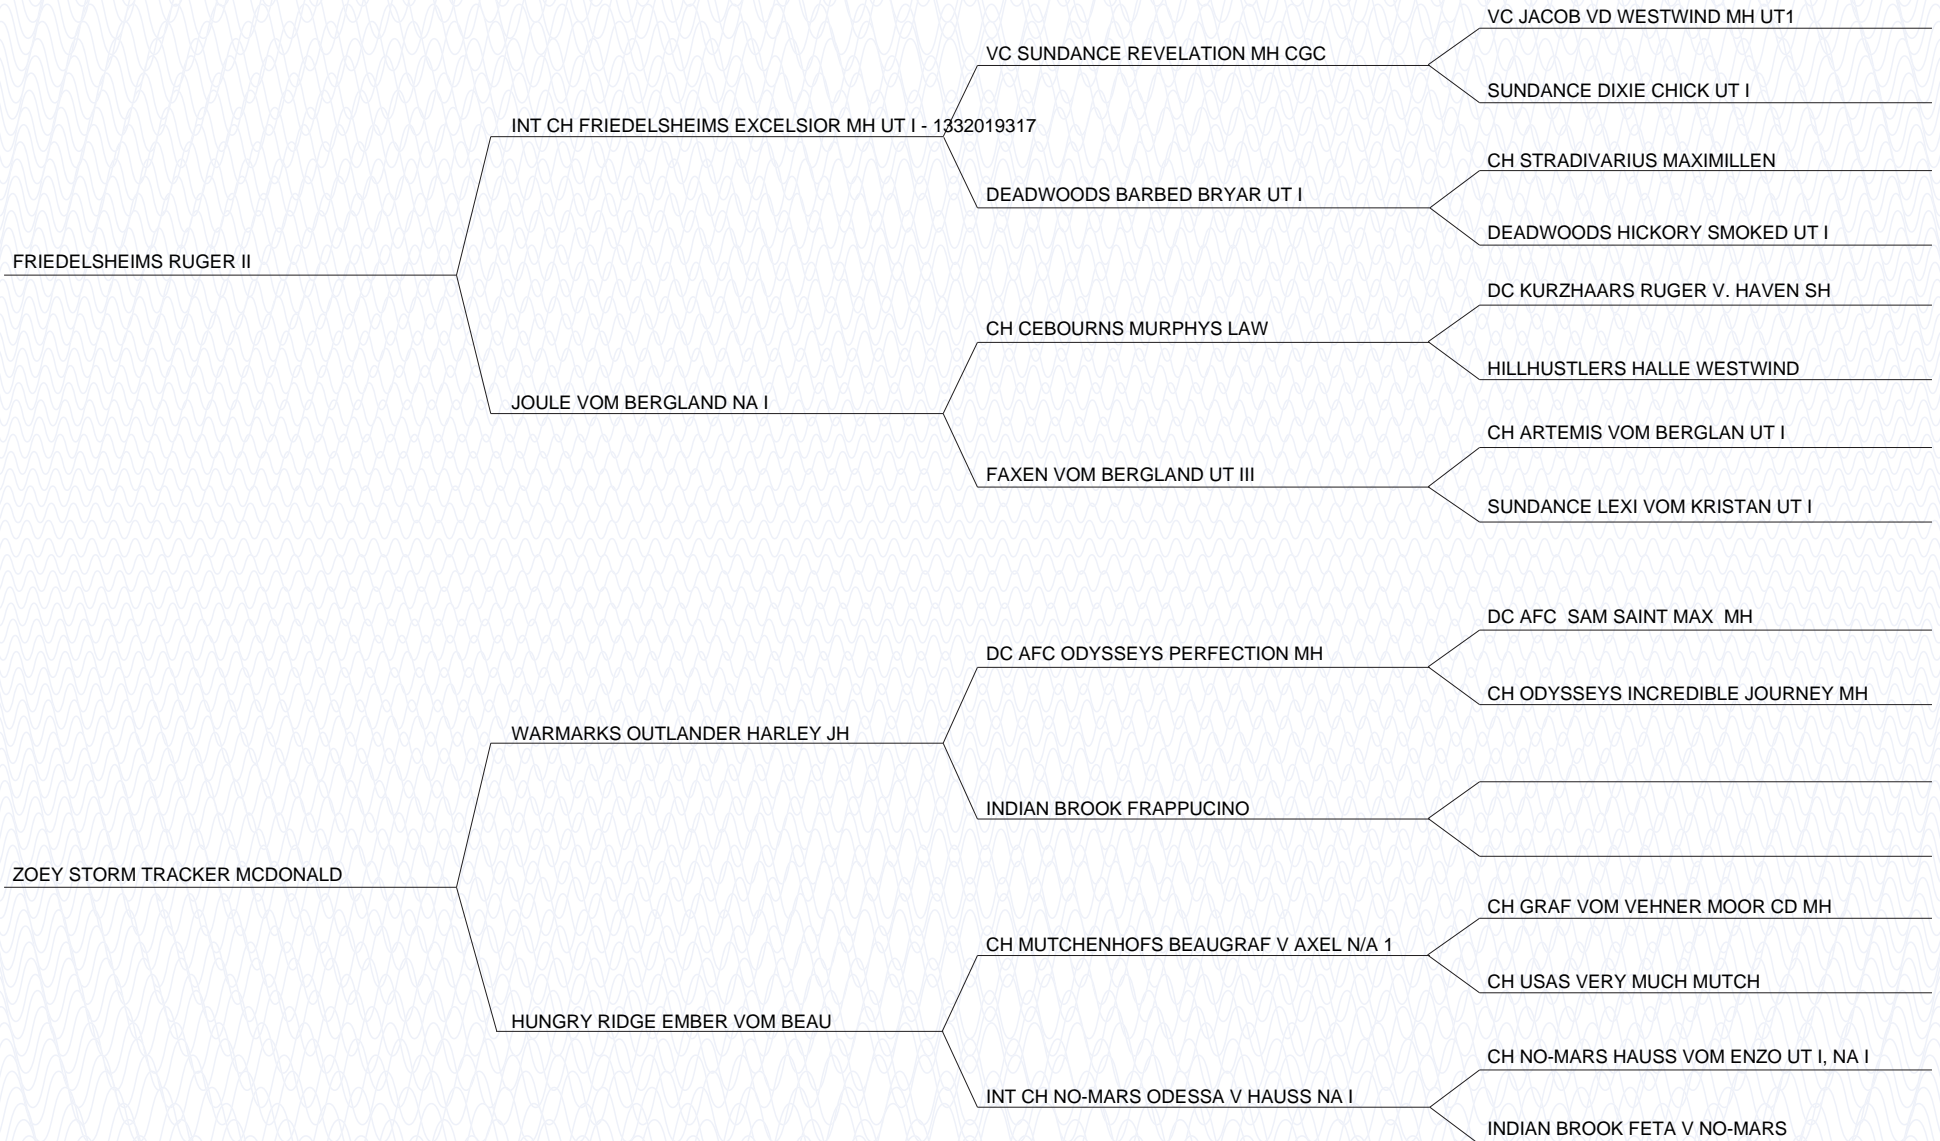 VC JACOB VD WESTWIND MH UT1
VC SUNDANCE REVELATION MH CGC
SUNDANCE DIXIE CHICK UT I
INT CH FRIEDELSHEIMS EXCELSIOR MH UT I - 1332019317
CH STRADIVARIUS MAXIMILLEN
DEADWOODS BARBED BRYAR UT I
DEADWOODS HICKORY SMOKED UT I
FRIEDELSHEIMS RUGER II
DC KURZHAARS RUGER V. HAVEN SH
CH CEBOURNS MURPHYS LAW
HILLHUSTLERS HALLE WESTWIND
JOULE VOM BERGLAND NA I
CH ARTEMIS VOM BERGLAN UT I
FAXEN VOM BERGLAND UT III
SUNDANCE LEXI VOM KRISTAN UT I
DC AFC  SAM SAINT MAX  MH
DC AFC ODYSSEYS PERFECTION MH
CH ODYSSEYS INCREDIBLE JOURNEY MH
WARMARKS OUTLANDER HARLEY JH
INDIAN BROOK FRAPPUCINO
ZOEY STORM TRACKER MCDONALD
CH GRAF VOM VEHNER MOOR CD MH
CH MUTCHENHOFS BEAUGRAF V AXEL N/A 1
CH USAS VERY MUCH MUTCH
HUNGRY RIDGE EMBER VOM BEAU
CH NO-MARS HAUSS VOM ENZO UT I, NA I
INT CH NO-MARS ODESSA V HAUSS NA I
INDIAN BROOK FETA V NO-MARS